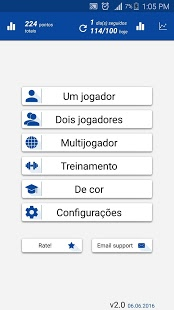 1:05 PM
224 pontos
totais
1 dia(s) seguidos
114/100 hoje
Um jogador
Dois jogadores
Multijogador
Treinamento
De cor
Configurações
Rate!
Email support
v2.0 06.06.2016